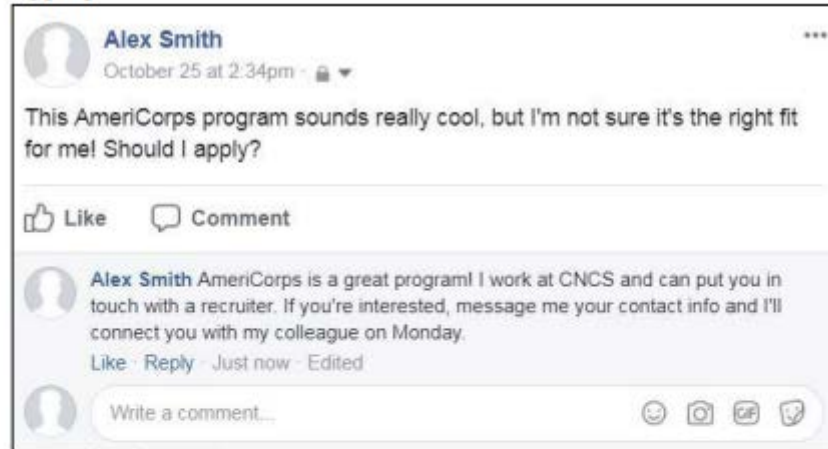 Alex Smith
October 25 at 2:34pm ·
This AmeriCorps program sounds really cool, but I'm not sure it's the right fit
for me! Should I apply?
Like Comment
Alex Smith AmeriCorps is a great program! I work at CNCS and can put you in
touch with a recruiter. If you're interested, message me your contact info and I'll
connect you with my colleague on Monday.
Like · Reply · Just now · Edited
Write a comment...
GIF